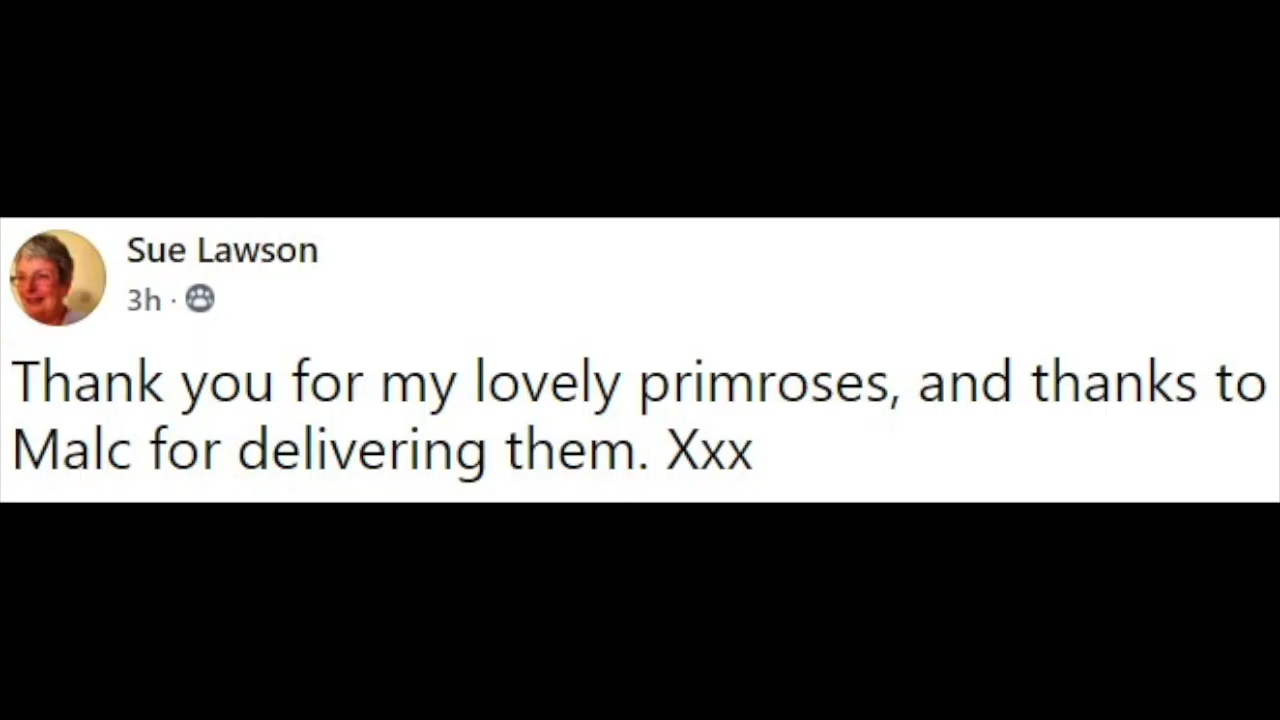 Sue Lawson
3h ·
Thank you for my lovely primroses, and thanks to
Malc for delivering them. Xxx